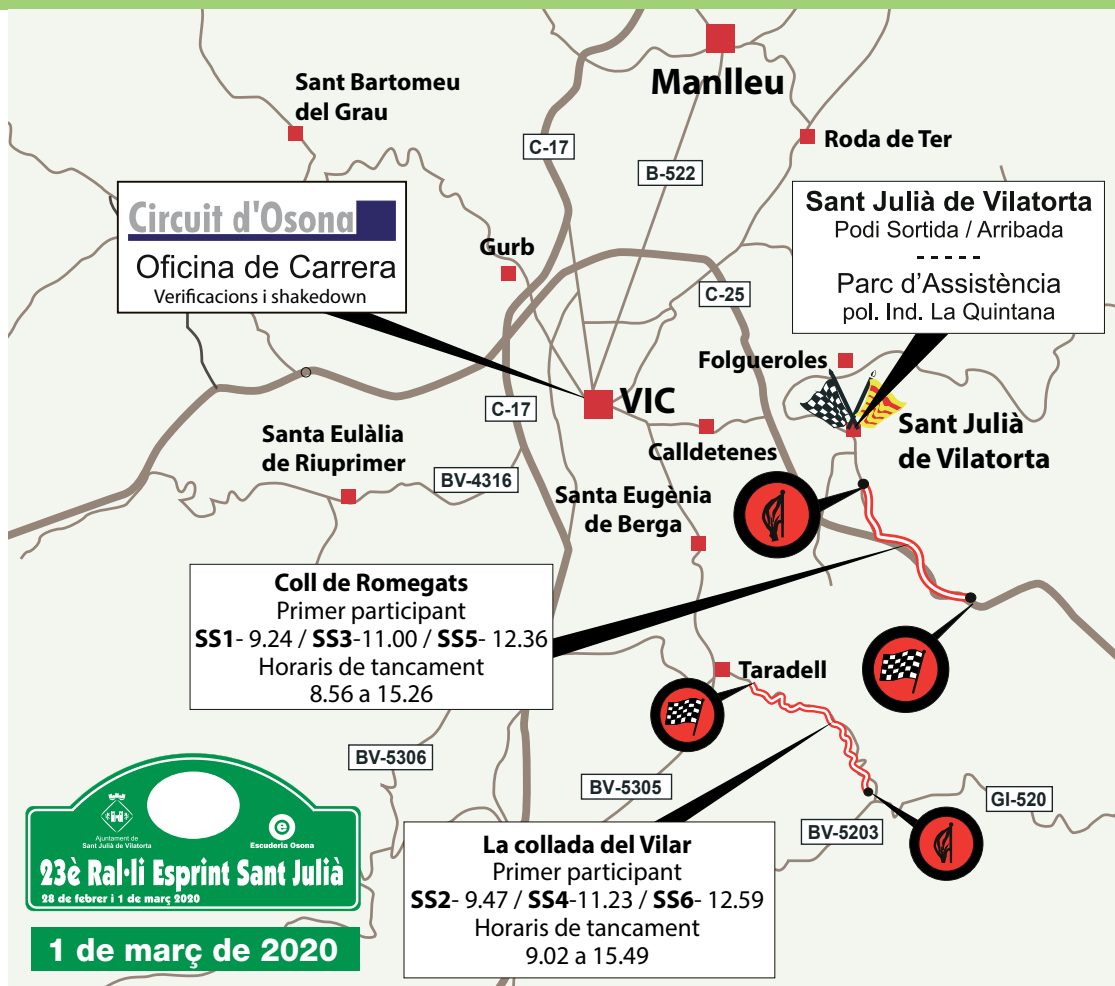 Manlleu
Sant Bartomeu
del Grau
Roda de Ter
C-17
B-522
Circuit d'Osona
Oficina de Carrera
Verificacions i shakedown
Sant Julià de Vilatorta
Podi Sortida / Arribada
-----
Parc d'Assistència
pol. Ind. La Quintana
Gurb
C-25
Folgueroles
C-17
VIC
Sant Julià
de Vilatorta
Calldetenes
Santa Eulàlia
de Riuprimer
BV-4316
Santa Eugènia
de Berga
Coll de Romegats
Primer participant
SS1- 9.24 / SS3-11.00 / SS5- 12.36
Horaris de tancament
8.56 a 15.26
Taradell
BV-5306
BV-5305
GI-520
BV-5203
La collada del Vilar
Primer participant
SS2- 9.47 / SS4-11.23 / SS6- 12.59
Horaris de tancament
9.02 a 15.49
Ajuntament de
Sant Julià de Vilatorta
e
Escuderia Osona
23è Ral·li Esprint Sant Julià
28 de febrer i 1 de març 2020
1 de març de 2020